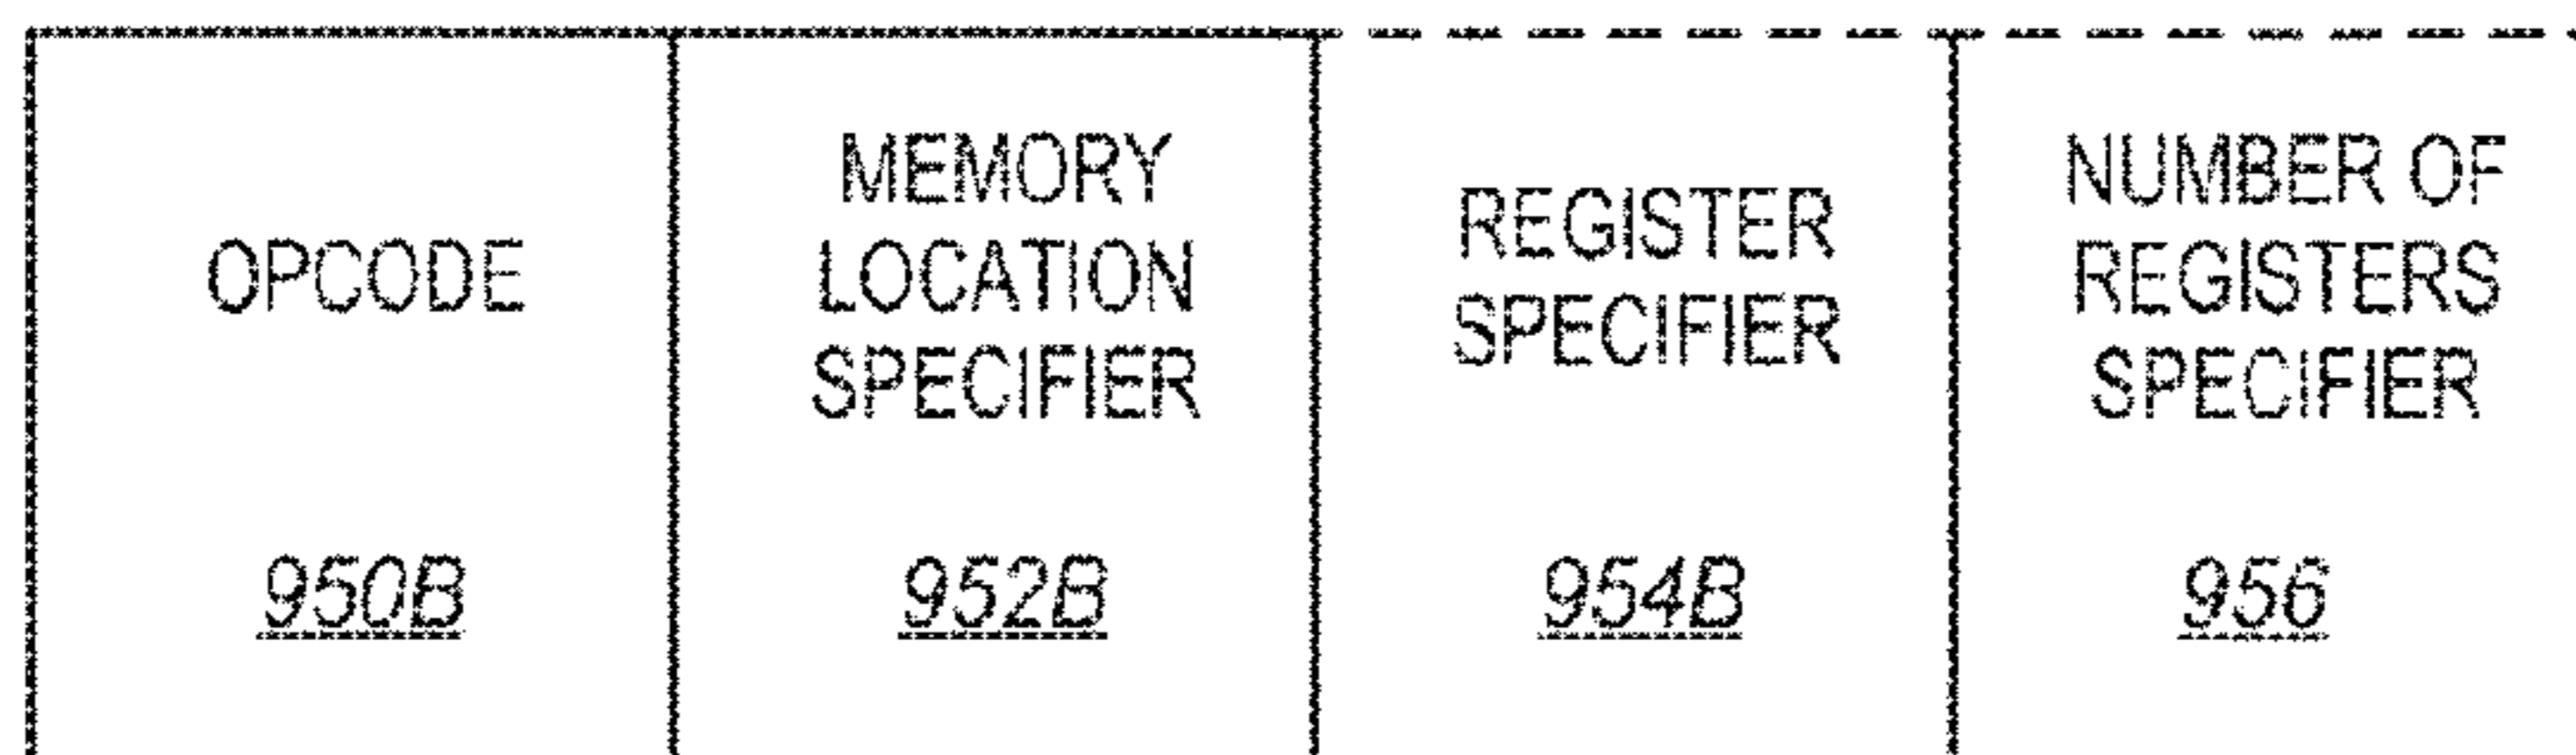 OPCODE
950B
MEMORY
LOCATION
SPECIFIER
952B
REGISTER
SPECIFIER
954B
NUMBER OF
REGISTERS
SPECIFIER
956